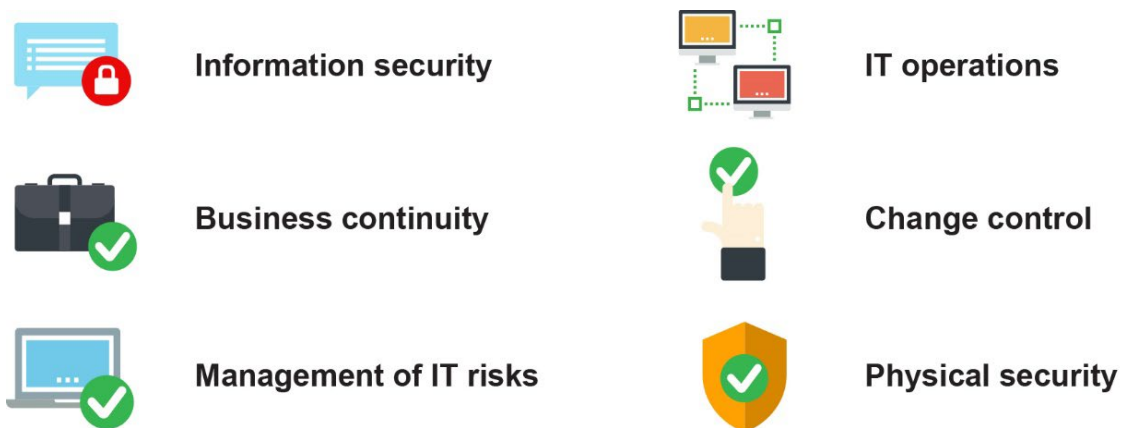 Information security
IT operations
Business continuity
Change control
Management of IT risks
Physical security